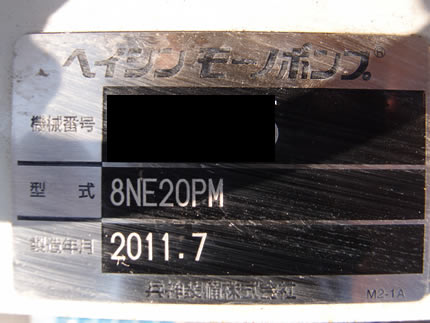 ヘイシンモーノポンプ®
機械番号
型式 8NE20PM
製造年月 2011.7
兵神装備株式会社 M2-1A